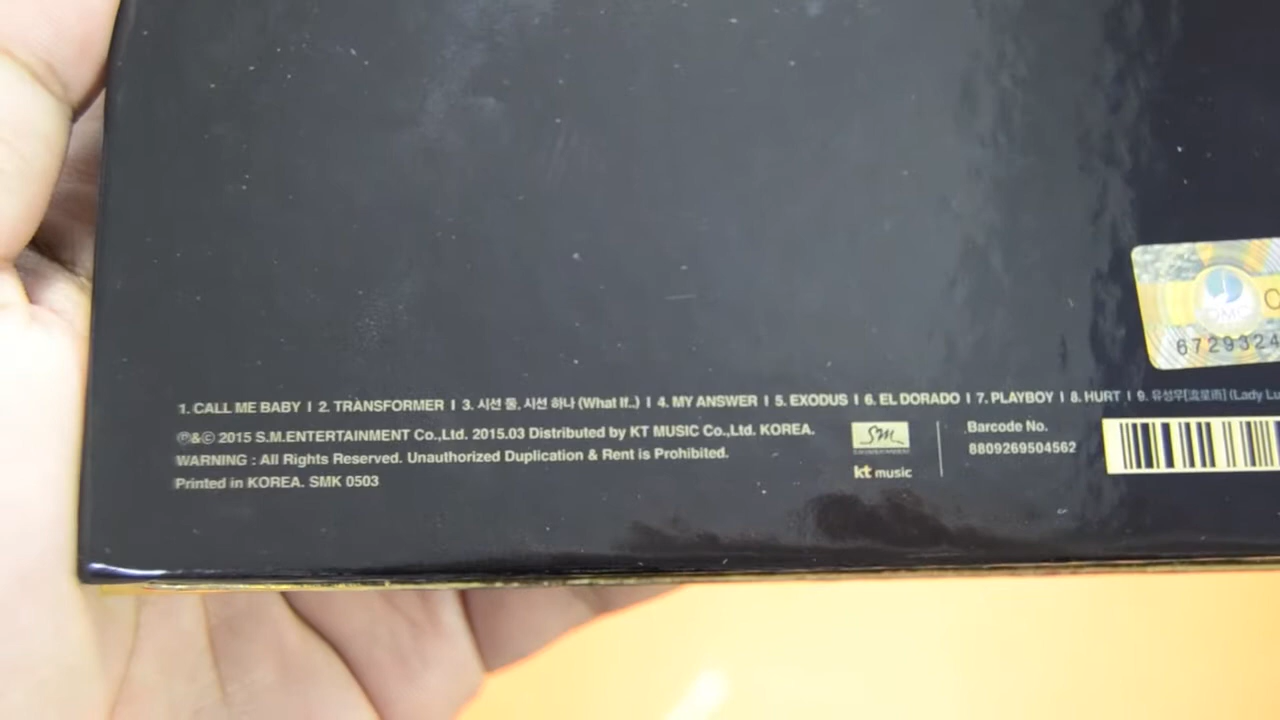 1. CALL ME BABY I 2. TRANSFORMER I 3. 시선 둘, 시선 하나 (What If..) I 4. MY ANSWER I 5. EXODUS I 6. EL DORADO I 7. PLAYBOY I 8. HURT I 9. 유성우[流星雨] (Lady Lu
℗&© 2015 S.M.ENTERTAINMENT Co.,Ltd. 2015.03 Distributed by KT MUSIC Co.,Ltd. KOREA.
WARNING : All Rights Reserved. Unauthorized Duplication & Rent is Prohibited.
Printed in KOREA. SMK 0503
SM
kt music
Barcode No.
8809269504562
6729324